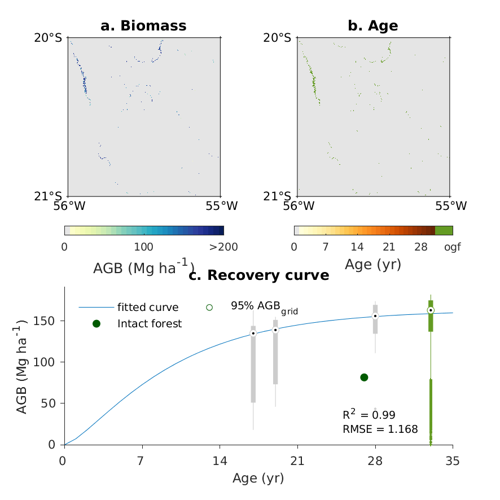 a. Biomass
b. Age
20°S
20°S
21°S
21°S
56°W 55°W
56°W 55°W
0 100 >200
0 7 14 21 28 ogf
AGB (Mg ha⁻¹)
Age (yr)
c. Recovery curve
fitted curve
95% AGBgrid
Intact forest
150
100
50
0
AGB (Mg ha⁻¹)
R² = 0.99
RMSE = 1.168
0 7 14 21 28 35
Age (yr)